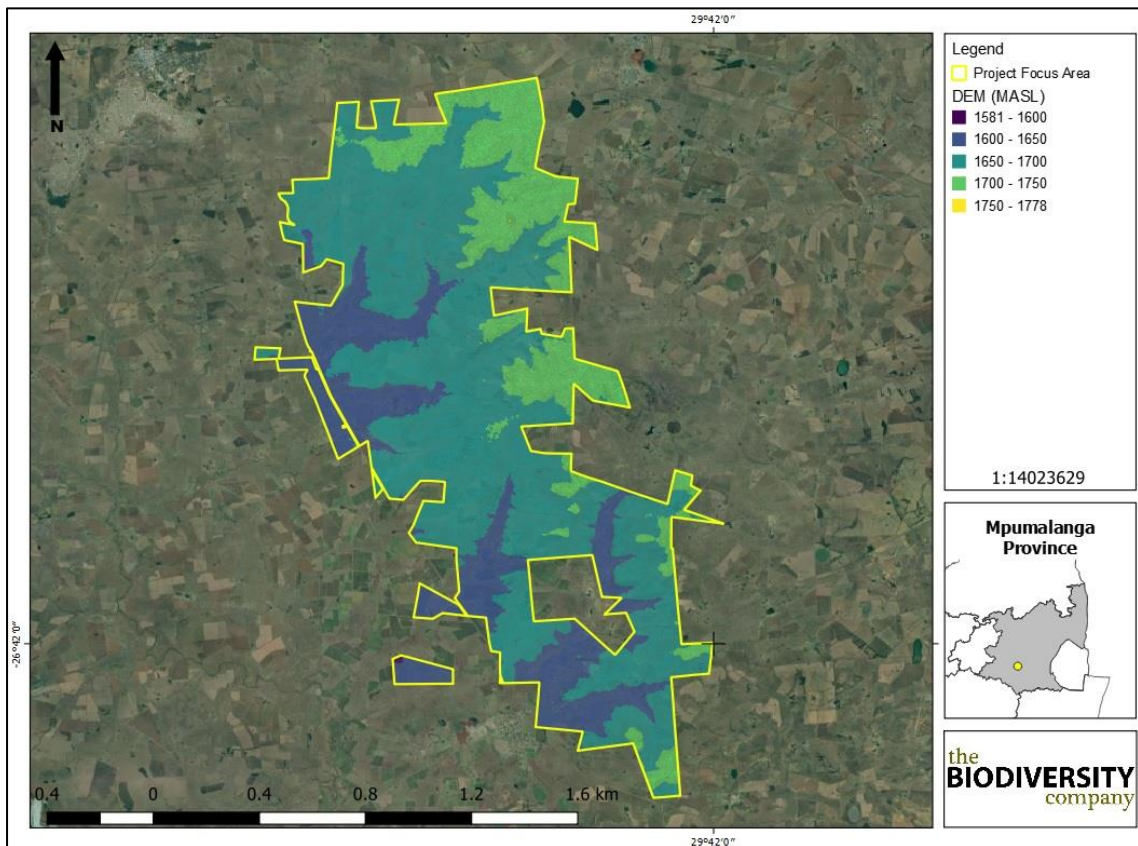 29°42'0"
N
-26°42'0"
0.4 0 0.4 0.8 1.2 1.6 km
29°42'0"
Legend
Project Focus Area
DEM (MASL)
1581 - 1600
1600 - 1650
1650 - 1700
1700 - 1750
1750 - 1778
1:14023629
Mpumalanga
Province
the
BIODIVERSITY
company